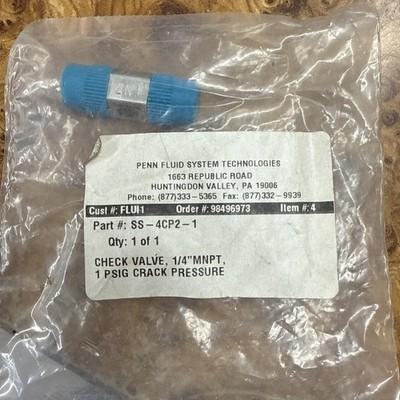 PENN FLUID SYSTEM TECHNOLOGIES
1663 REPUBLIC ROAD
HUNTINGDON VALLEY, PA 19006
Phone: (877)333-5365 Fax: (877)332-9939
Cust #: FLUI1 Order #: 98496973 Item #: 4
Part #: SS-4CP2-1
Qty: 1 of 1
CHECK VALVE, 1/4"MNPT,
1 PSIG CRACK PRESSURE